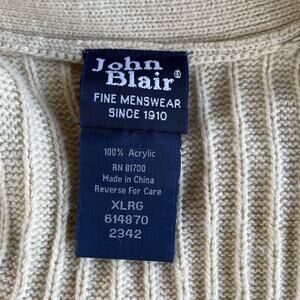 John
Blair®
FINE MENSWEAR
SINCE 1910
100% Acrylic
RN 81730
Made in China
Reverse For Care
XLRG
614870
2342